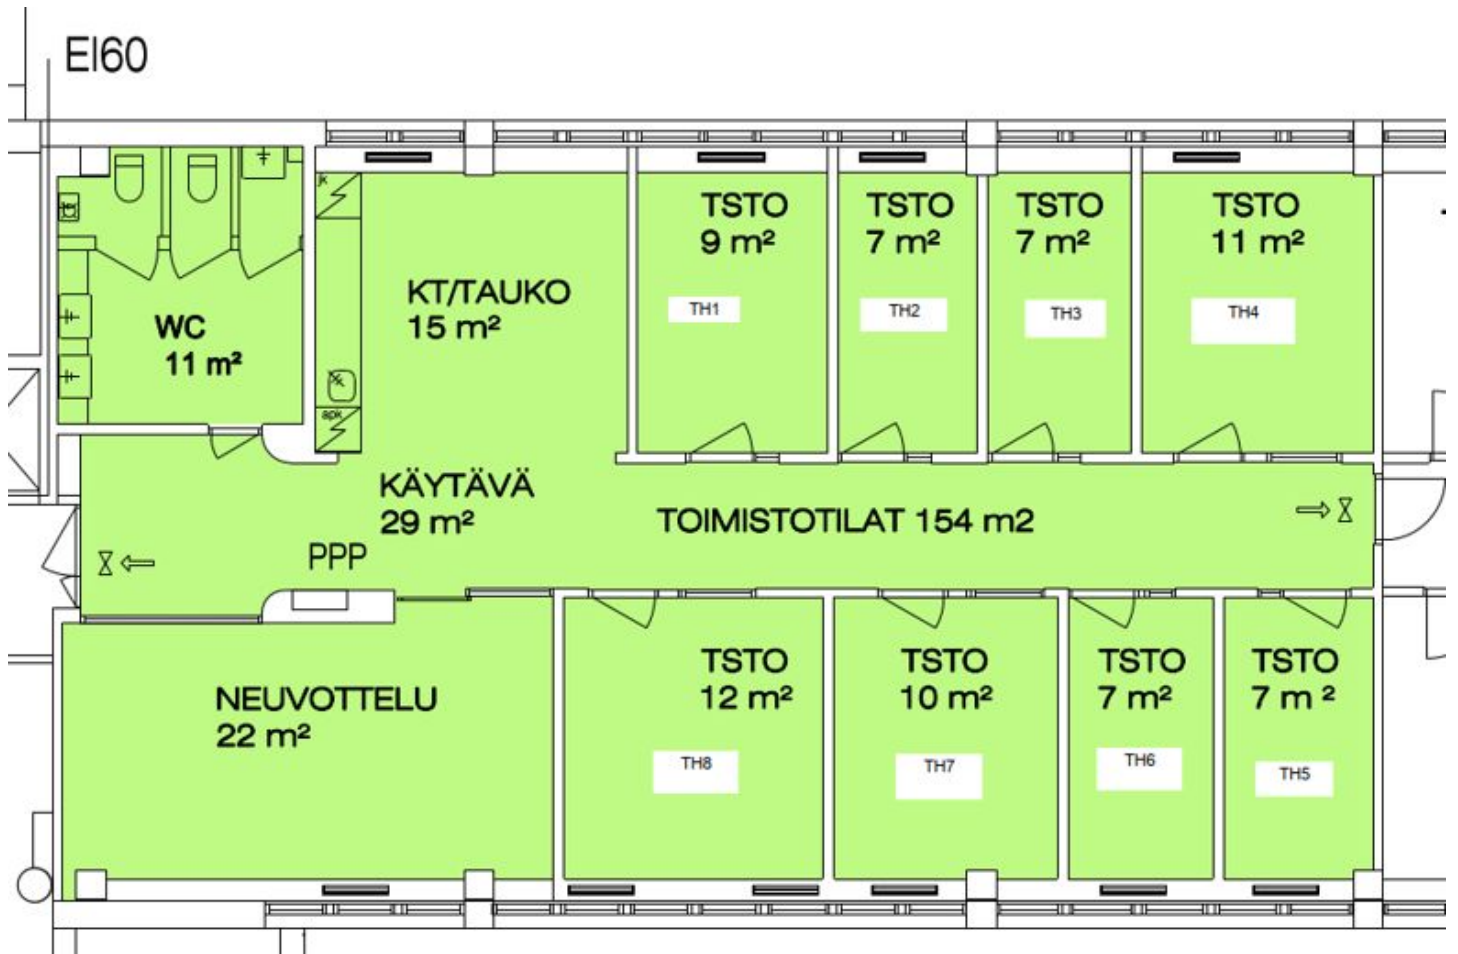 EI60
jk
TSTO
9 m²
TH1
TSTO
7 m²
TH2
TSTO
7 m²
TH3
TSTO
11 m²
TH4
KT/TAUKO
15 m²
WC
11 m²
apk
KÄYTÄVÄ
29 m²
TOIMISTOTILAT 154 m2
PPP
NEUVOTTELU
22 m²
TSTO
12 m²
TH8
TSTO
10 m²
TH7
TSTO
7 m²
TH6
TSTO
7 m ²
TH5